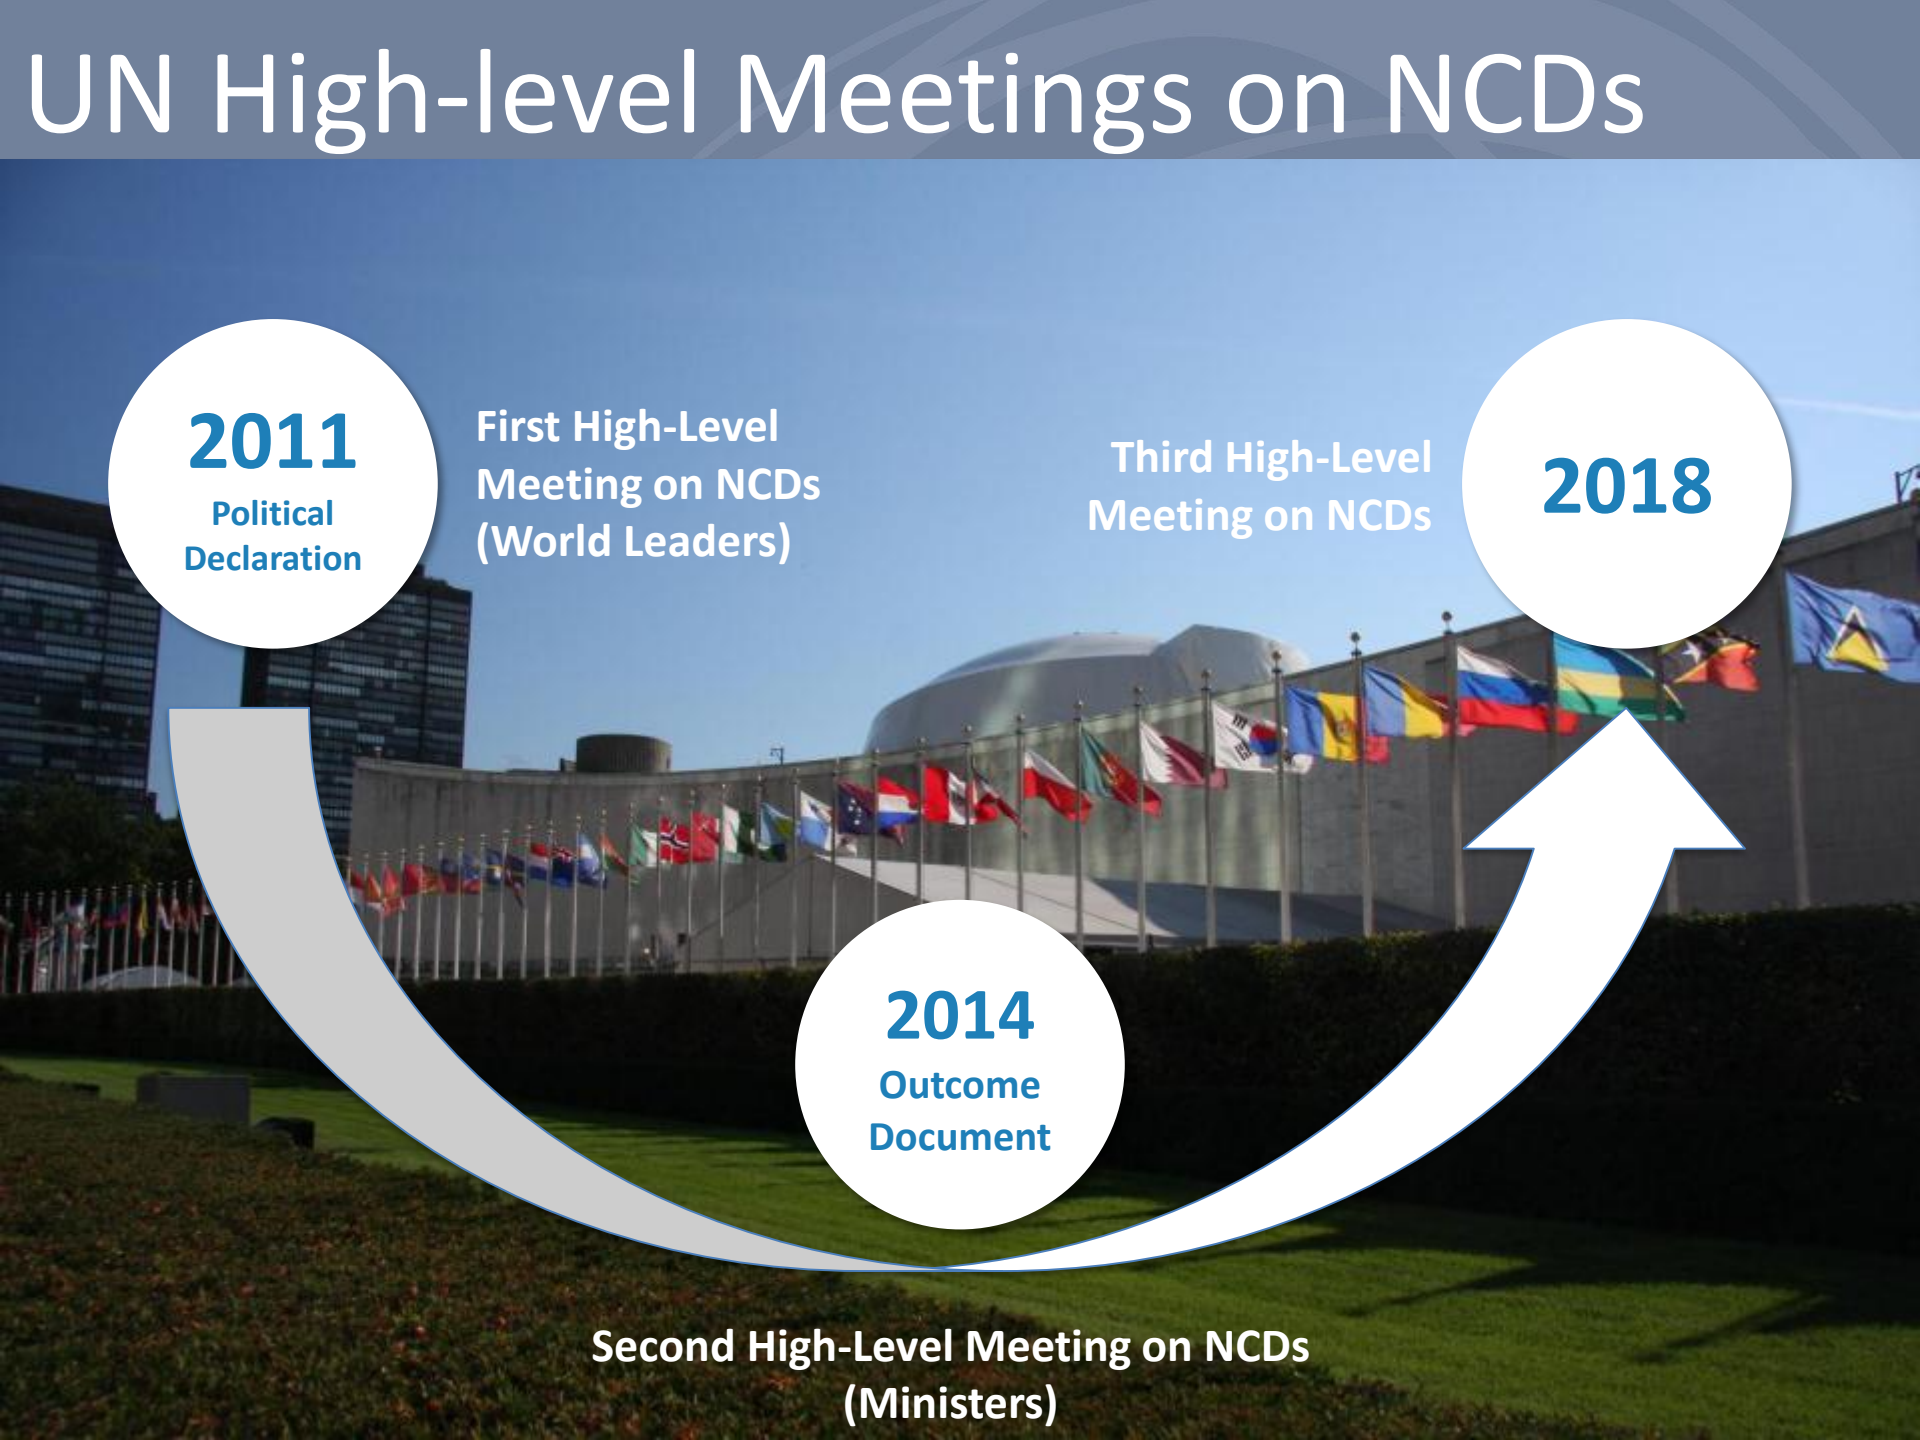 UN High-level Meetings on NCDs
2011
Political
Declaration
First High-Level
Meeting on NCDs
(World Leaders)
Third High-Level
Meeting on NCDs
2018
2014
Outcome
Document
Second High-Level Meeting on NCDs
(Ministers)